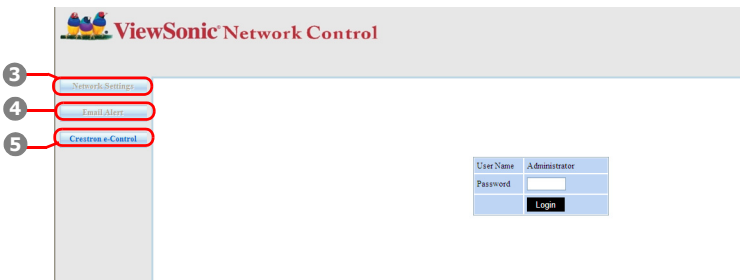 ViewSonic® Network Control
3 Network Settings
4 Email Alert
5 Crestron e-Control
User Name Administrator
Password
Login